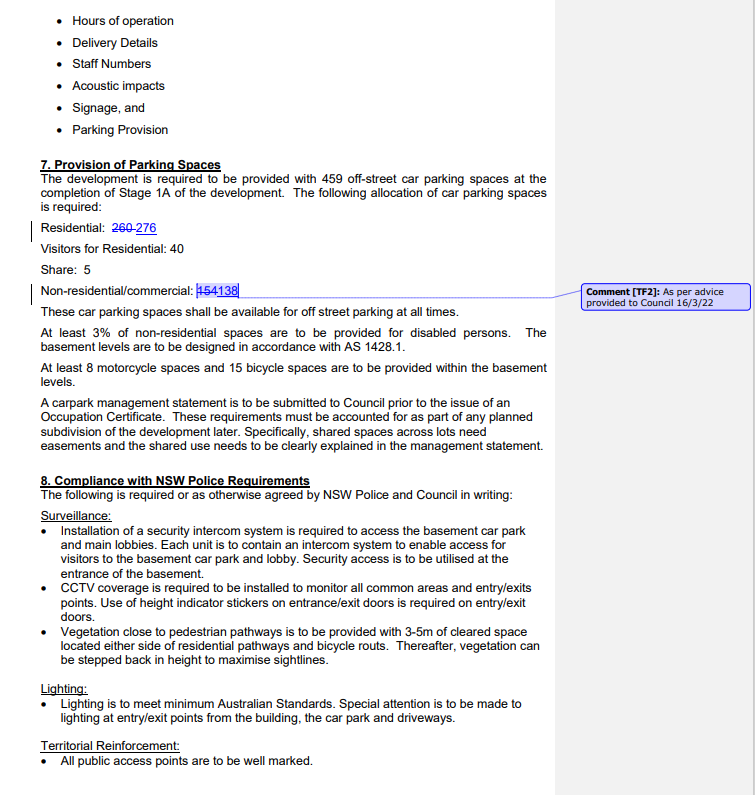 • Hours of operation
• Delivery Details
• Staff Numbers
• Acoustic impacts
• Signage, and
• Parking Provision
7. Provision of Parking Spaces
The development is required to be provided with 459 off-street car parking spaces at the
completion of Stage 1A of the development. The following allocation of car parking spaces
is required:
Residential: 260 276
Visitors for Residential: 40
Share: 5
Non-residential/commercial: 154138
Comment [TF2]: As per advice
provided to Council 16/3/22
These car parking spaces shall be available for off street parking at all times.
At least 3% of non-residential spaces are to be provided for disabled persons. The
basement levels are to be designed in accordance with AS 1428.1.
At least 8 motorcycle spaces and 15 bicycle spaces are to be provided within the basement
levels.
A carpark management statement is to be submitted to Council prior to the issue of an
Occupation Certificate. These requirements must be accounted for as part of any planned
subdivision of the development later. Specifically, shared spaces across lots need
easements and the shared use needs to be clearly explained in the management statement.
8. Compliance with NSW Police Requirements
The following is required or as otherwise agreed by NSW Police and Council in writing:
Surveillance:
• Installation of a security intercom system is required to access the basement car park
and main lobbies. Each unit is to contain an intercom system to enable access for
visitors to the basement car park and lobby. Security access is to be utilised at the
entrance of the basement.
• CCTV coverage is required to be installed to monitor all common areas and entry/exits
points. Use of height indicator stickers on entrance/exit doors is required on entry/exit
doors.
• Vegetation close to pedestrian pathways is to be provided with 3-5m of cleared space
located either side of residential pathways and bicycle routs. Thereafter, vegetation can
be stepped back in height to maximise sightlines.
Lighting:
• Lighting is to meet minimum Australian Standards. Special attention is to be made to
lighting at entry/exit points from the building, the car park and driveways.
Territorial Reinforcement:
• All public access points are to be well marked.